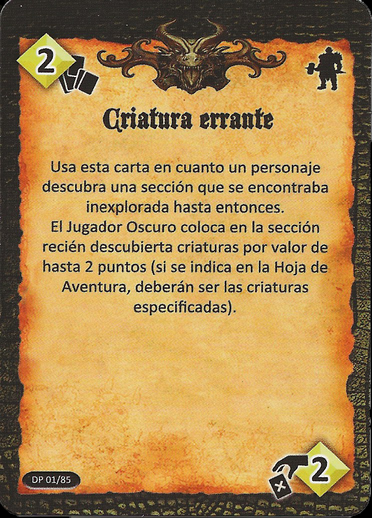 2
Criatura errante
Usa esta carta en cuanto un personaje
descubra una sección que se encontraba
inexplorada hasta entonces.
El Jugador Oscuro coloca en la sección
recién descubierta criaturas por valor de
hasta 2 puntos (si se indica en la Hoja de
Aventura, deberán ser las criaturas
especificadas).
DP 01/85
2